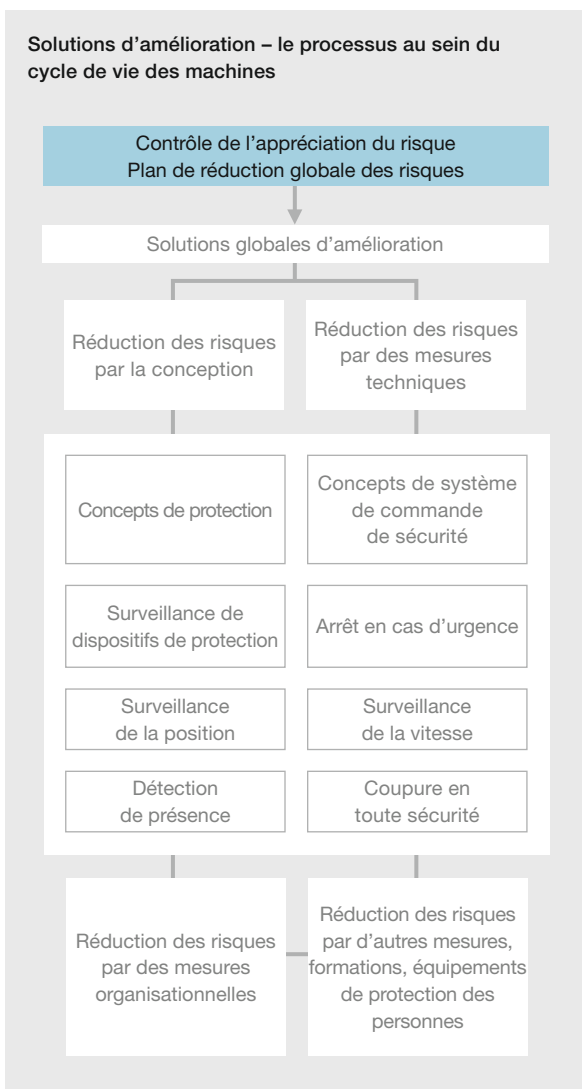 Solutions d’amélioration – le processus au sein du
cycle de vie des machines
Contrôle de l’appréciation du risque
Plan de réduction globale des risques
Solutions globales d’amélioration
Réduction des risques
par la conception
Réduction des risques
par des mesures
techniques
Concepts de protection
Concepts de système
de commande
de sécurité
Surveillance de
dispositifs de protection
Arrêt en cas d’urgence
Surveillance
de la position
Surveillance
de la vitesse
Détection
de présence
Coupure en
toute sécurité
Réduction des risques
par des mesures
organisationnelles
Réduction des risques
par d’autres mesures,
formations, équipements
de protection des
personnes